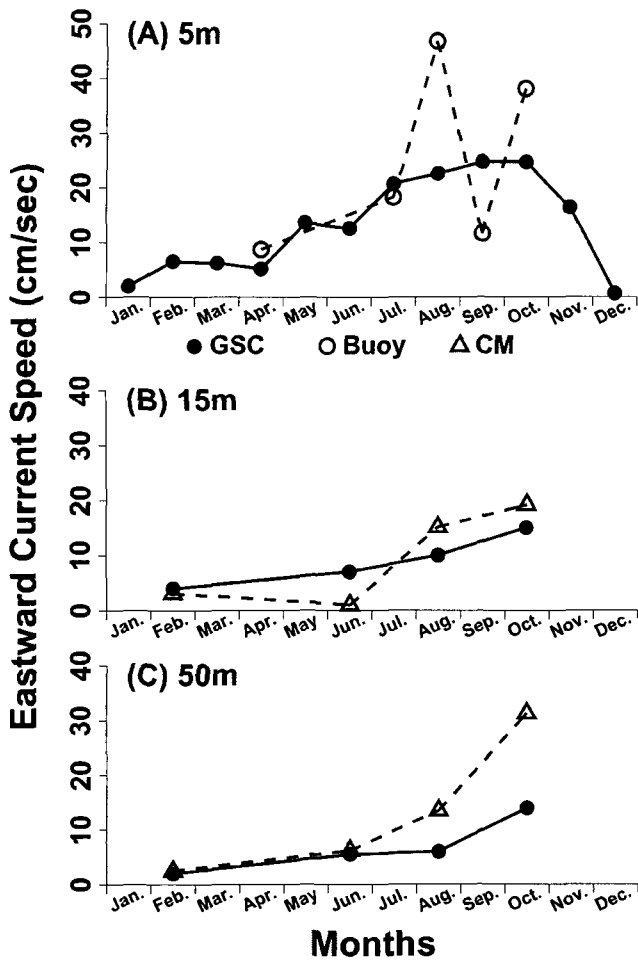 Eastward Current Speed (cm/sec)
(A) 5m
50
40
30
20
10
0
Jan. Feb. Mar. Apr. May Jun. Jul. Aug. Sep. Oct. Nov. Dec.
GSC Buoy CM
(B) 15m
40
30
20
10
0
Jan. Feb. Mar. Apr. May Jun. Jul. Aug. Sep. Oct. Nov. Dec.
(C) 50m
40
30
20
10
0
Jan. Feb. Mar. Apr. May Jun. Jul. Aug. Sep. Oct. Nov. Dec.
Months